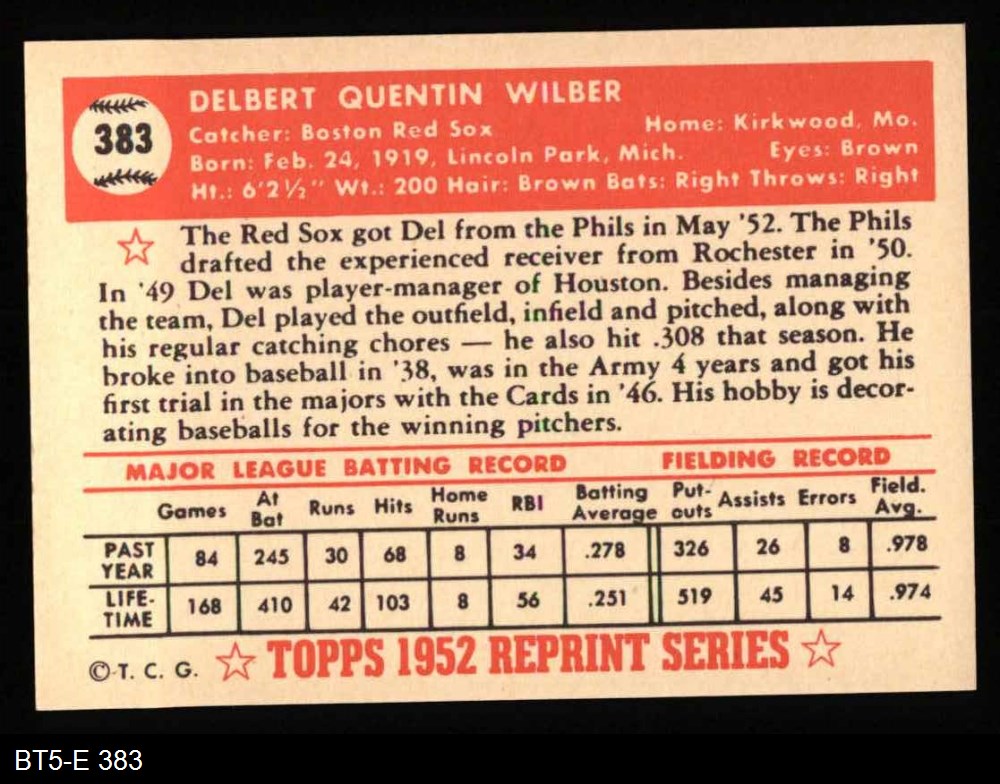 383
DELBERT QUENTIN WILBER
Catcher: Boston Red Sox Home: Kirkwood, Mo.
Born: Feb. 24, 1919, Lincoln Park, Mich. Eyes: Brown
Ht.: 6'2½" Wt.: 200 Hair: Brown Bats: Right Throws: Right
The Red Sox got Del from the Phils in May '52. The Phils
drafted the experienced receiver from Rochester in '50.
In '49 Del was player-manager of Houston. Besides managing
the team, Del played the outfield, infield and pitched, along with
his regular catching chores — he also hit .308 that season. He
broke into baseball in '38, was in the Army 4 years and got his
first trial in the majors with the Cards in '46. His hobby is decor-
ating baseballs for the winning pitchers.
MAJOR LEAGUE BATTING RECORD FIELDING RECORD
Games At Bat Runs Hits Home Runs RBI Batting Average Put-outs Assists Errors Field. Avg.
PAST YEAR 84 245 30 68 8 34 .278 326 26 8 .978
LIFE-TIME 168 410 42 103 8 56 .251 519 45 14 .974
© T. C. G. ☆ TOPPS 1952 REPRINT SERIES ☆
BT5-E 383